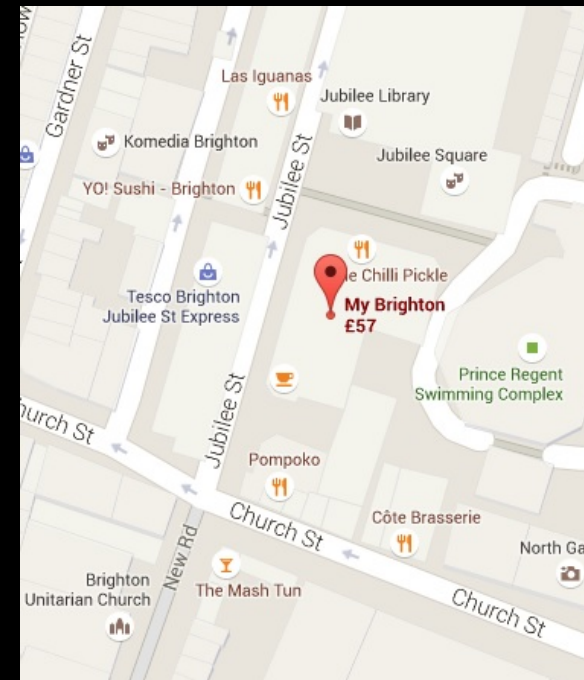 Gardner St
Las Iguanas
Jubilee Library
Komedia Brighton
Jubilee St
Jubilee Square
YO! Sushi - Brighton
le Chilli Pickle
Tesco Brighton
Jubilee St Express
My Brighton
£57
Prince Regent
Swimming Complex
Jubilee St
hurch St
Pompoko
Church St
Côte Brasserie
New Rd
North Ga
The Mash Tun
Brighton
Unitarian Church
Church St